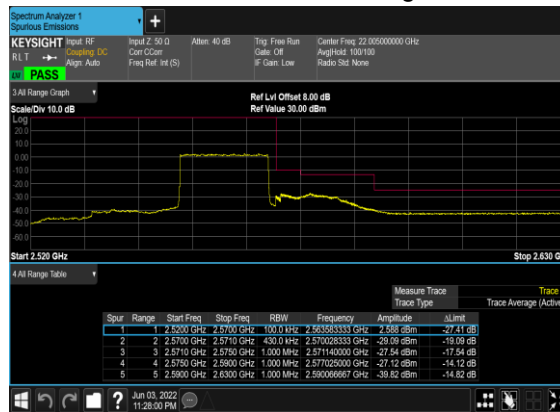 Spectrum Analyzer 1
Spurious Emissions
KEYSIGHT Input: RF Input Z: 50 Ω Atten: 40 dB Trig: Free Run Center Freq: 22.005000000 GHz
RLT Coupling: DC Corr CCorr Gate: Off Avg|Hold: 100/100
Align: Auto Freq Ref: Int (S) IF Gain: Low Radio Std: None
LXI PASS
3 All Range Graph
Ref Lvl Offset 8.00 dB
Scale/Div 10.0 dB Ref Value 30.00 dBm
Log
20.0
10.0
0.00
-10.0
-20.0
-30.0
-40.0
-50.0
-60.0
Start 2.520 GHz Stop 2.630 G
4 All Range Table
Measure Trace Trace
Trace Type Trace Average (Active
Spur Range Start Freq Stop Freq RBW Frequency Amplitude ΔLimit
1 1 2.5200 GHz 2.5700 GHz 100.0 kHz 2.563583333 GHz 2.588 dBm -27.41 dB
2 2 2.5700 GHz 2.5710 GHz 430.0 kHz 2.570028333 GHz -29.09 dBm -19.09 dB
3 3 2.5710 GHz 2.5750 GHz 1.000 MHz 2.571140000 GHz -27.54 dBm -17.54 dB
4 4 2.5750 GHz 2.5900 GHz 1.000 MHz 2.577025000 GHz -27.12 dBm -14.12 dB
5 5 2.5900 GHz 2.6300 GHz 1.000 MHz 2.590066667 GHz -39.82 dBm -14.82 dB
?
Jun 03, 2022
11:28:00 PM